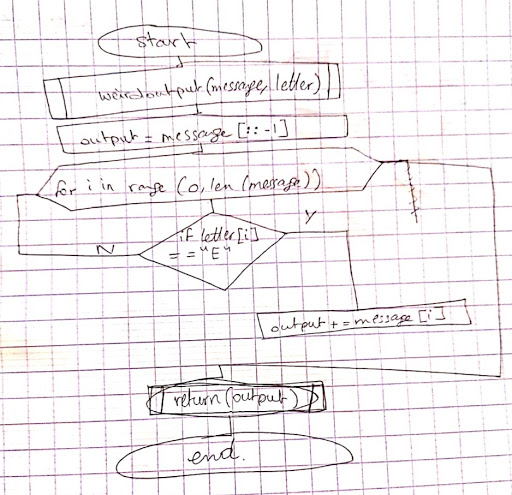 start
weirdoutput(message, letter)
output = message [::-1]
for i in range (0, len (message))
Y
if letter[i]
N
= = "E"
output + = message [i]
return (output)
end.